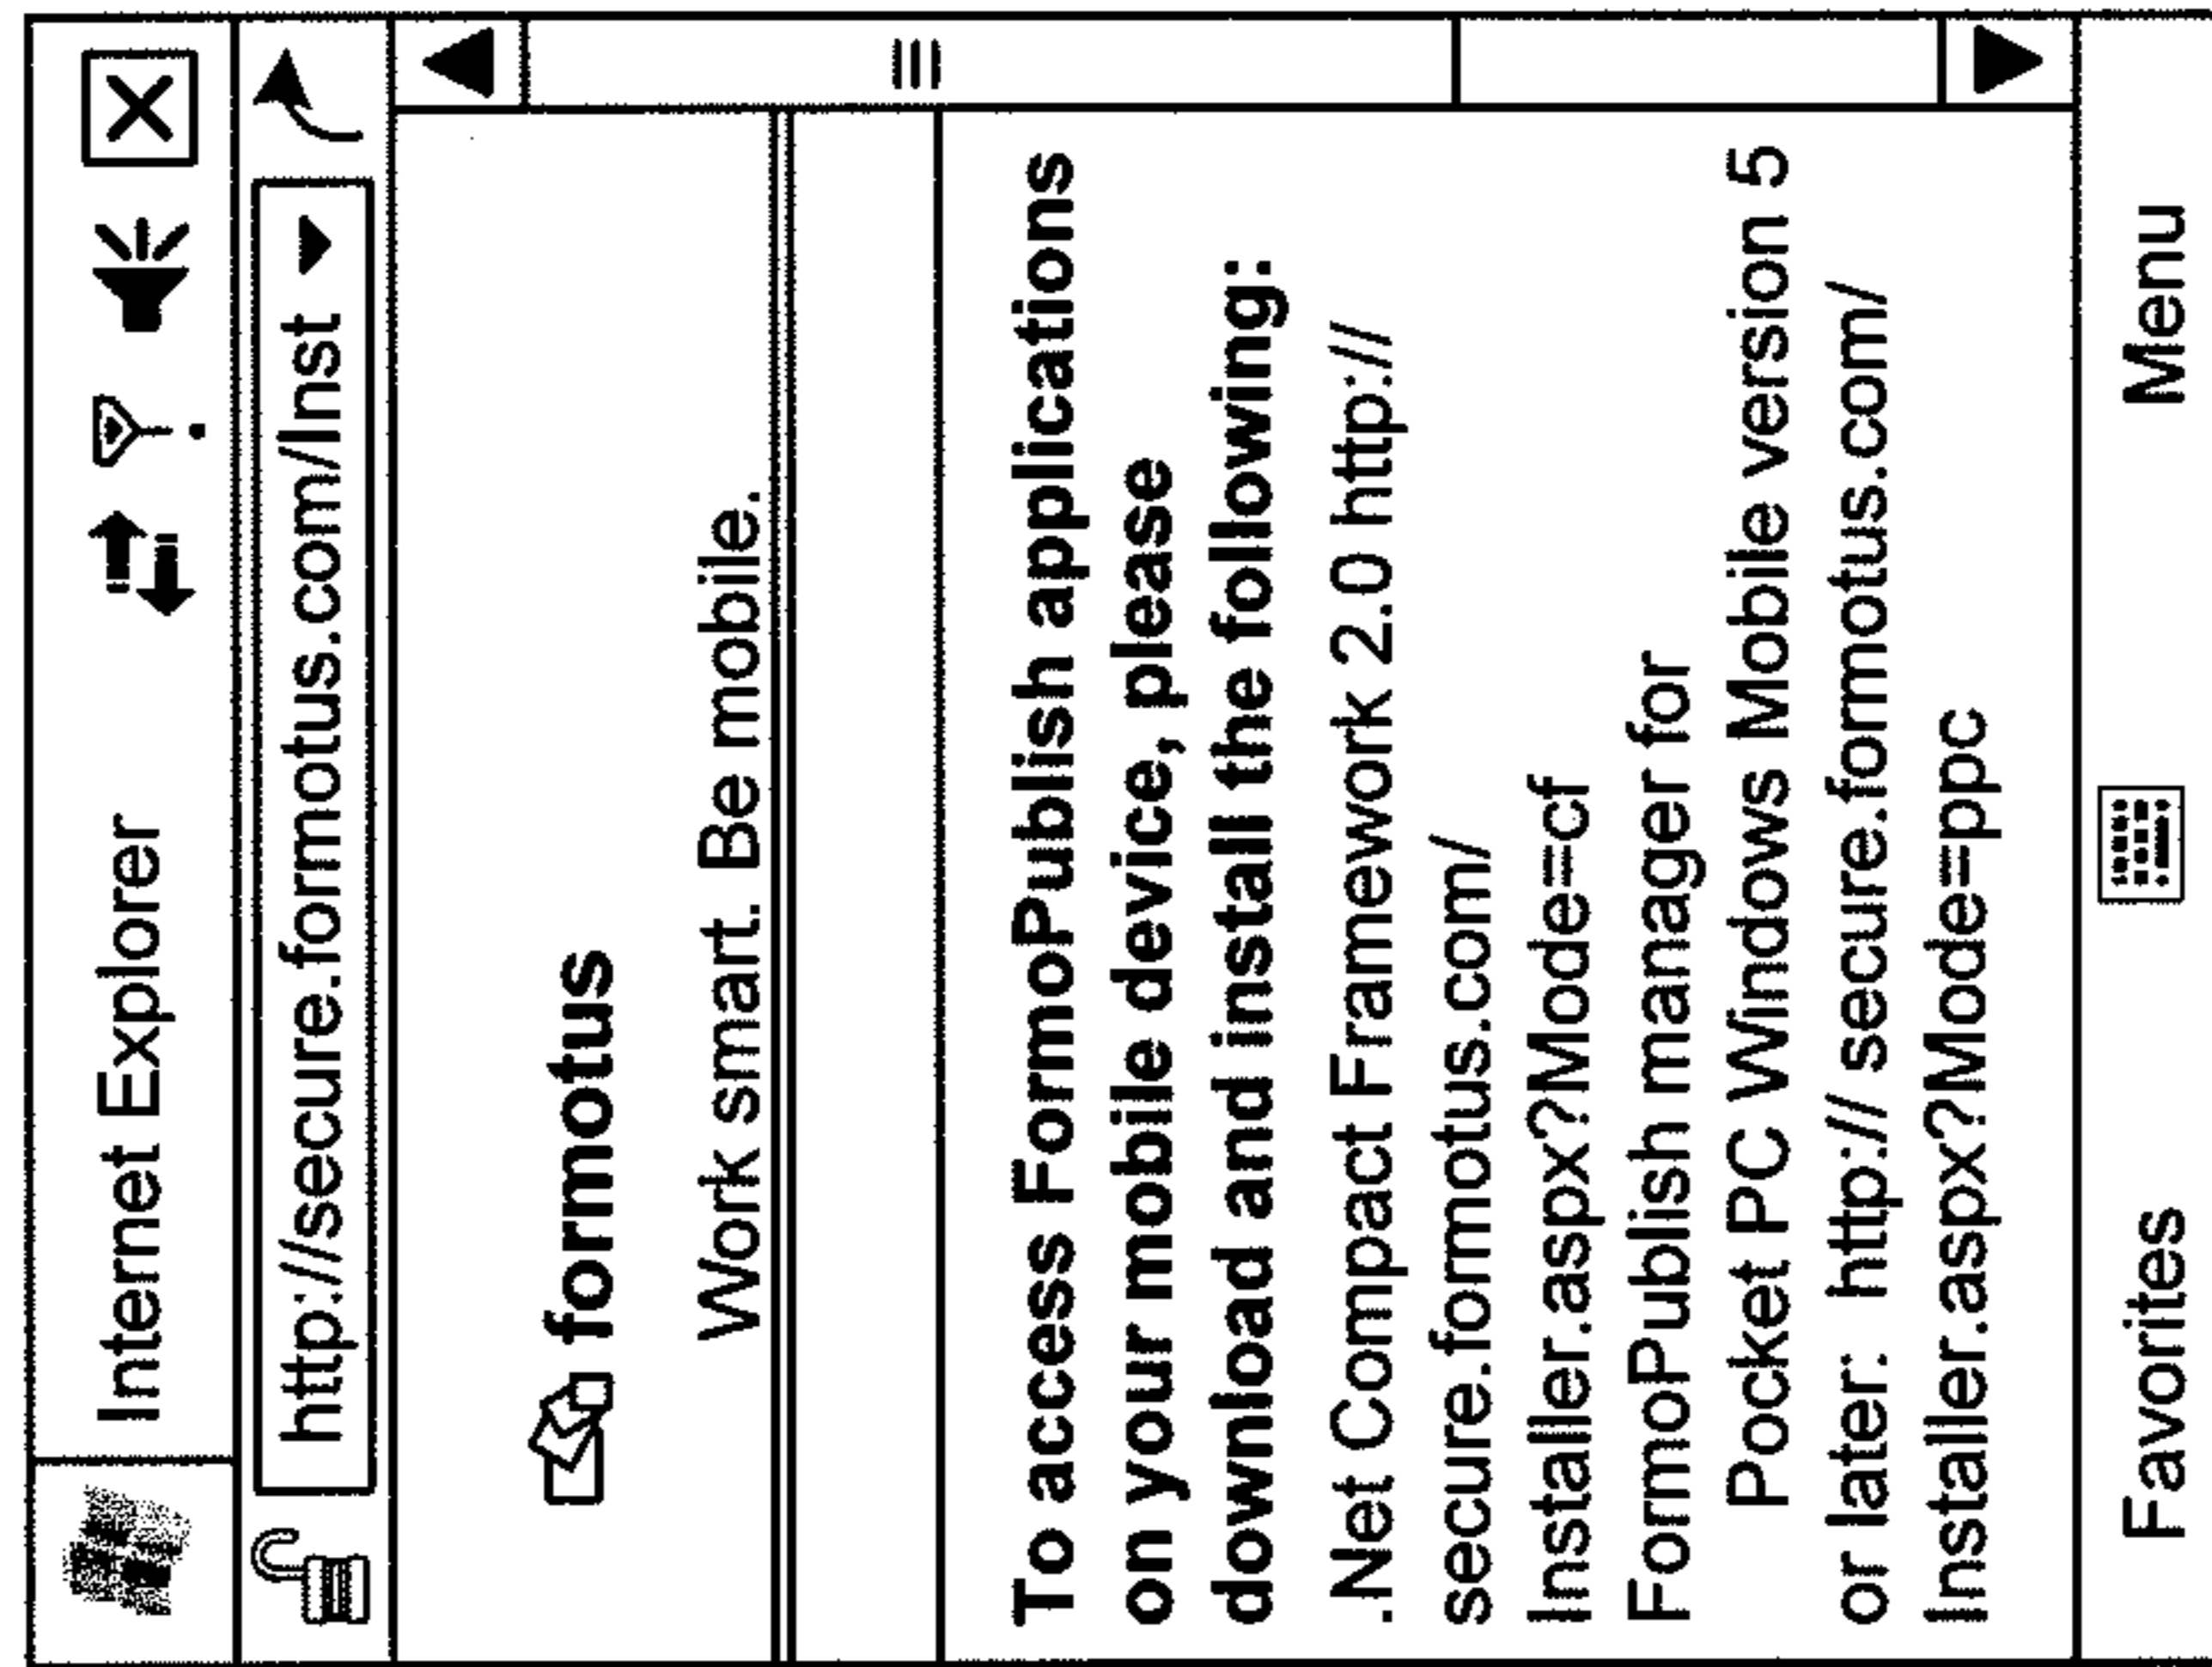 Internet Explorer
http://secure.formotus.com/Inst
formotus
Work smart. Be mobile.
To access FormoPublish applications
on your mobile device, please
download and install the following:
.Net Compact Framework 2.0 http://
secure.formotus.com/
Installer.aspx?Mode=cf
FormoPublish manager for
Pocket PC Windows Mobile version 5
or later: http:// secure.formotus.com/
Installer.aspx?Mode=ppc
Favorites Menu